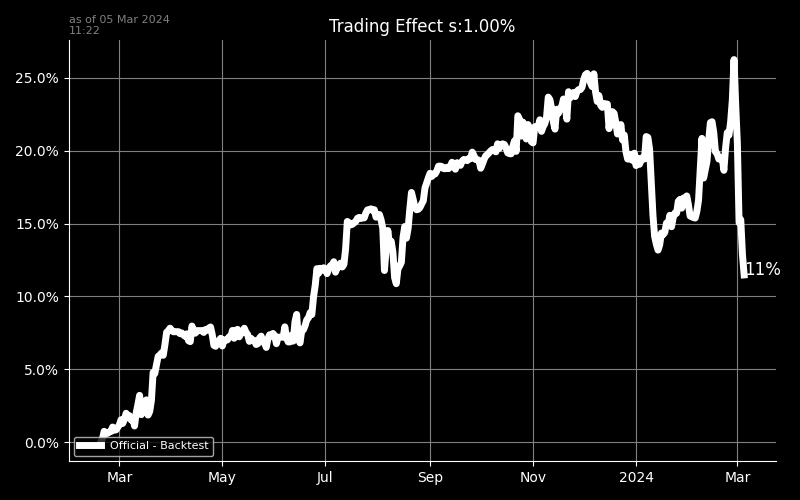 as of 05 Mar 2024
11:22
Trading Effect s:1.00%
25.0%
20.0%
15.0%
10.0%
5.0%
0.0%
11%
Official - Backtest
Mar May Jul Sep Nov 2024 Mar